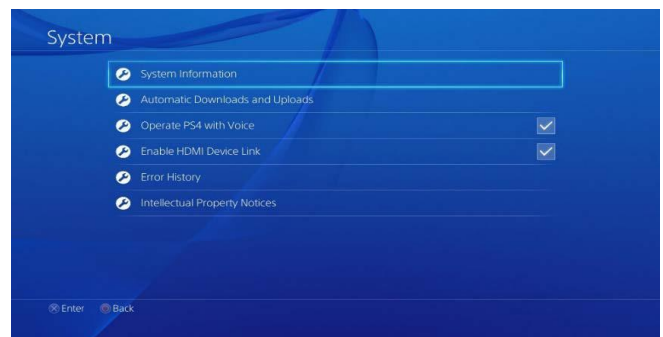 System
System Information
Automatic Downloads and Uploads
Operate PS4 with Voice
Enable HDMI Device Link
Error History
Intellectual Property Notices
Enter Back